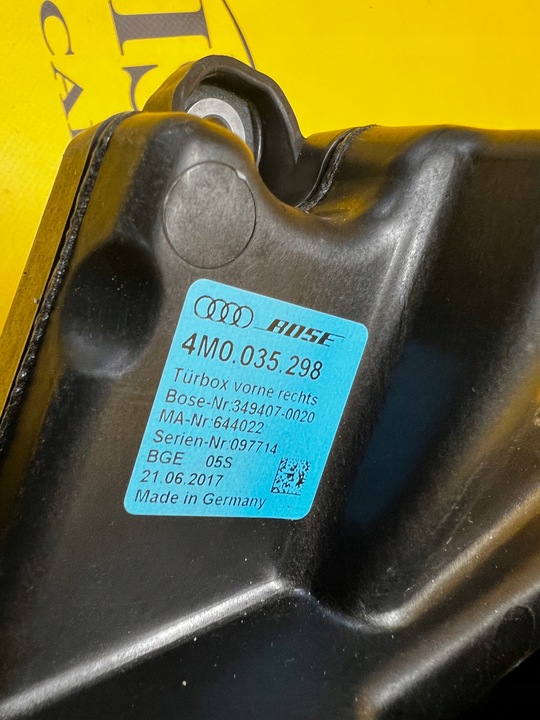 CA
BOSE
4M0.035.298
Türbox vorne rechts
Bose-Nr:349407-0020
MA-Nr:644022
Serien-Nr:097714
BGE 05S
21.06.2017
Made in Germany